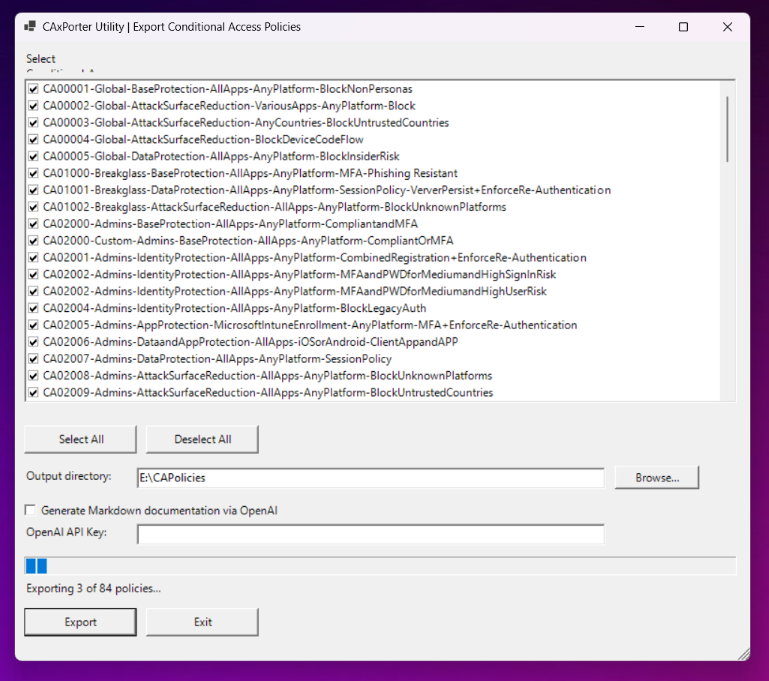 CAxPorter Utility | Export Conditional Access Policies
Select
CA00001-Global-BaseProtection-AllApps-AnyPlatform-BlockNonPersonas
CA00002-Global-AttackSurfaceReduction-VariousApps-AnyPlatform-Block
CA00003-Global-AttackSurfaceReduction-AnyCountries-BlockUntrustedCountries
CA00004-Global-AttackSurfaceReduction-BlockDeviceCodeFlow
CA00005-Global-DataProtection-AllApps-AnyPlatform-BlockInsiderRisk
CA01000-Breakglass-BaseProtection-AllApps-AnyPlatform-MFA-Phishing Resistant
CA01001-Breakglass-DataProtection-AllApps-AnyPlatform-SessionPolicy-VerverPersist+EnforceRe-Authentication
CA01002-Breakglass-AttackSurfaceReduction-AllApps-AnyPlatform-BlockUnknownPlatforms
CA02000-Admins-BaseProtection-AllApps-AnyPlatform-CompliantandMFA
CA02000-Custom-Admins-BaseProtection-AllApps-AnyPlatform-CompliantOrMFA
CA02001-Admins-IdentityProtection-AllApps-AnyPlatform-CombinedRegistration+EnforceRe-Authentication
CA02002-Admins-IdentityProtection-AllApps-AnyPlatform-MFAandPWDforMediumandHighSignInRisk
CA02002-Admins-IdentityProtection-AllApps-AnyPlatform-MFAandPWDforMediumandHighUserRisk
CA02004-Admins-IdentityProtection-AllApps-AnyPlatform-BlockLegacyAuth
CA02005-Admins-AppProtection-MicrosoftIntuneEnrollment-AnyPlatform-MFA+EnforceRe-Authentication
CA02006-Admins-DataandAppProtection-AllApps-iOSorAndroid-ClientAppandAPP
CA02007-Admins-DataProtection-AllApps-AnyPlatform-SessionPolicy
CA02008-Admins-AttackSurfaceReduction-AllApps-AnyPlatform-BlockUnknownPlatforms
CA02009-Admins-AttackSurfaceReduction-AllApps-AnyPlatform-BlockUntrustedCountries
Select All Deselect All
Output directory: E:\CAPolicies Browse...
Generate Markdown documentation via OpenAI
OpenAI API Key:
Exporting 3 of 84 policies...
Export Exit